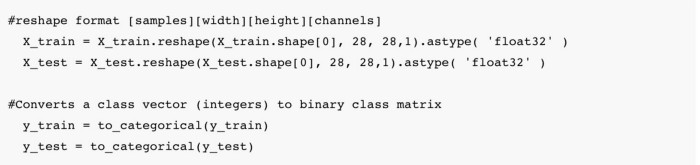 #reshape format [samples][width][height][channels]
X_train = X_train.reshape(X_train.shape[0], 28, 28,1).astype( 'float32' )
X_test = X_test.reshape(X_test.shape[0], 28, 28,1).astype( 'float32' )
#Converts a class vector (integers) to binary class matrix
y_train = to_categorical(y_train)
y_test = to_categorical(y_test)